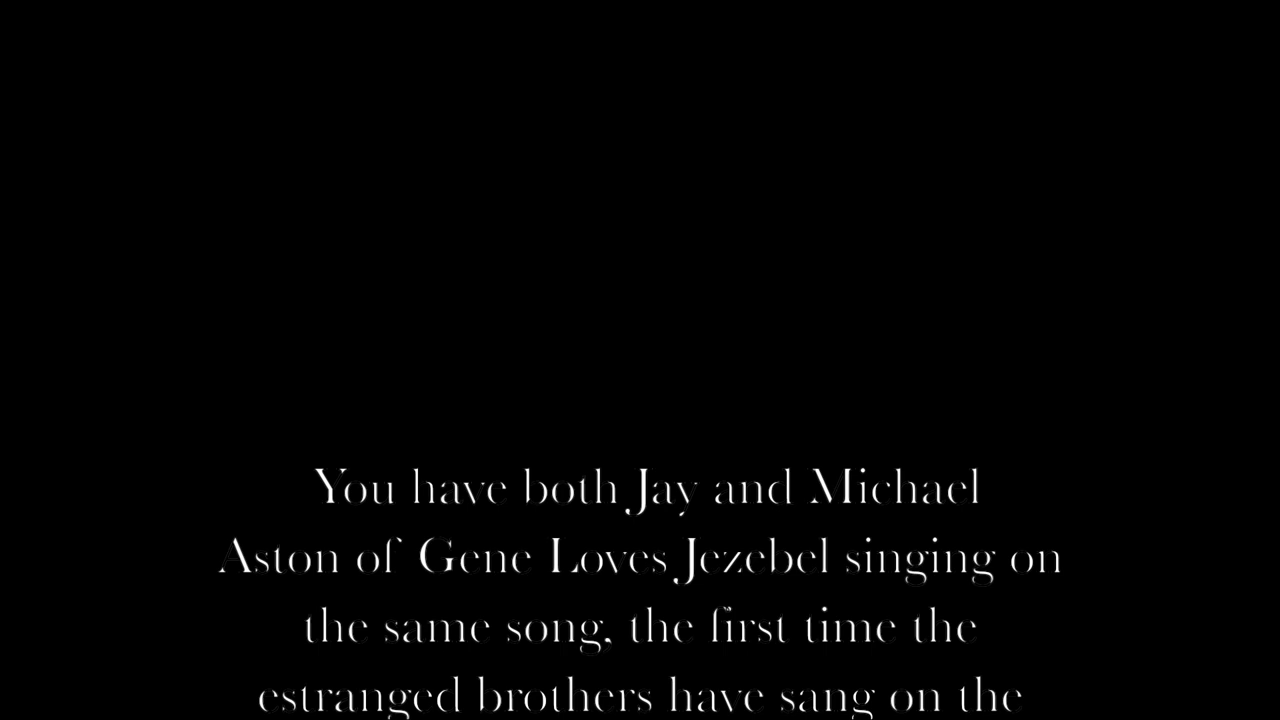 You have both Jay and Michael
Aston of Gene Loves Jezebel singing on
the same song, the first time the
estranged brothers have sang on the